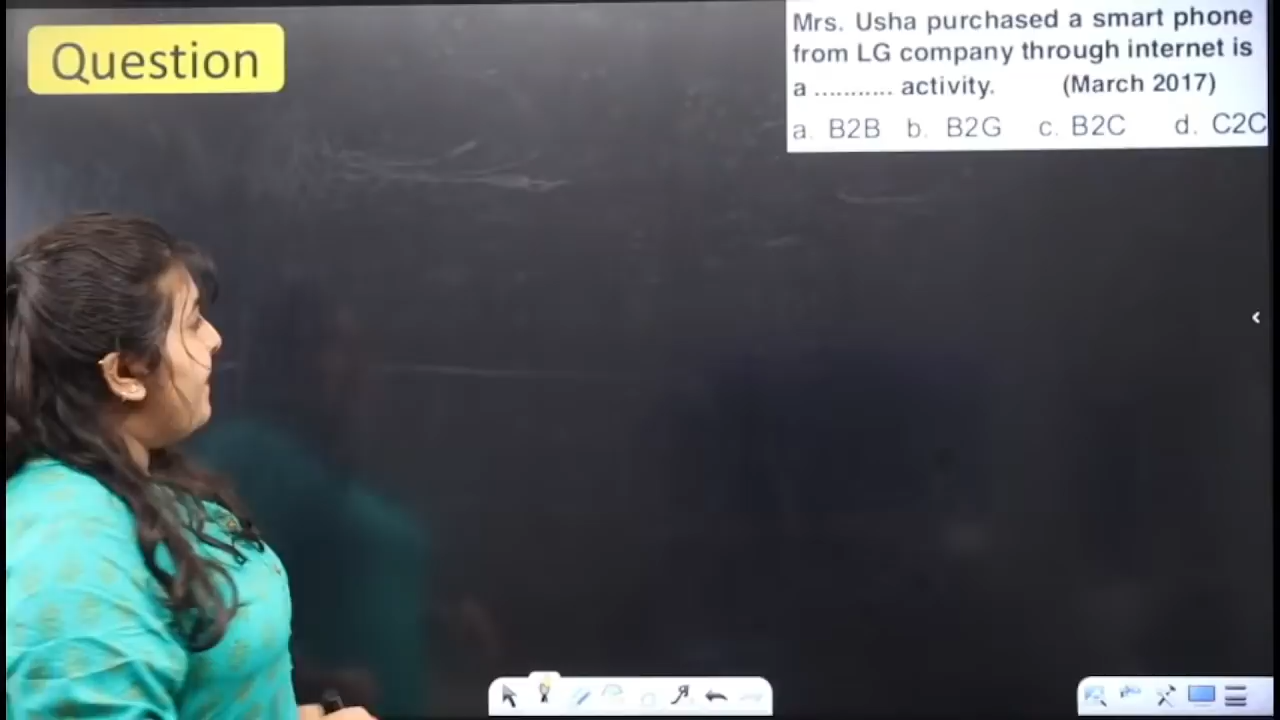 Question
Mrs. Usha purchased a smart phone
from LG company through internet is
a ........... activity. (March 2017)
a. B2B b. B2G c. B2C d. C2C